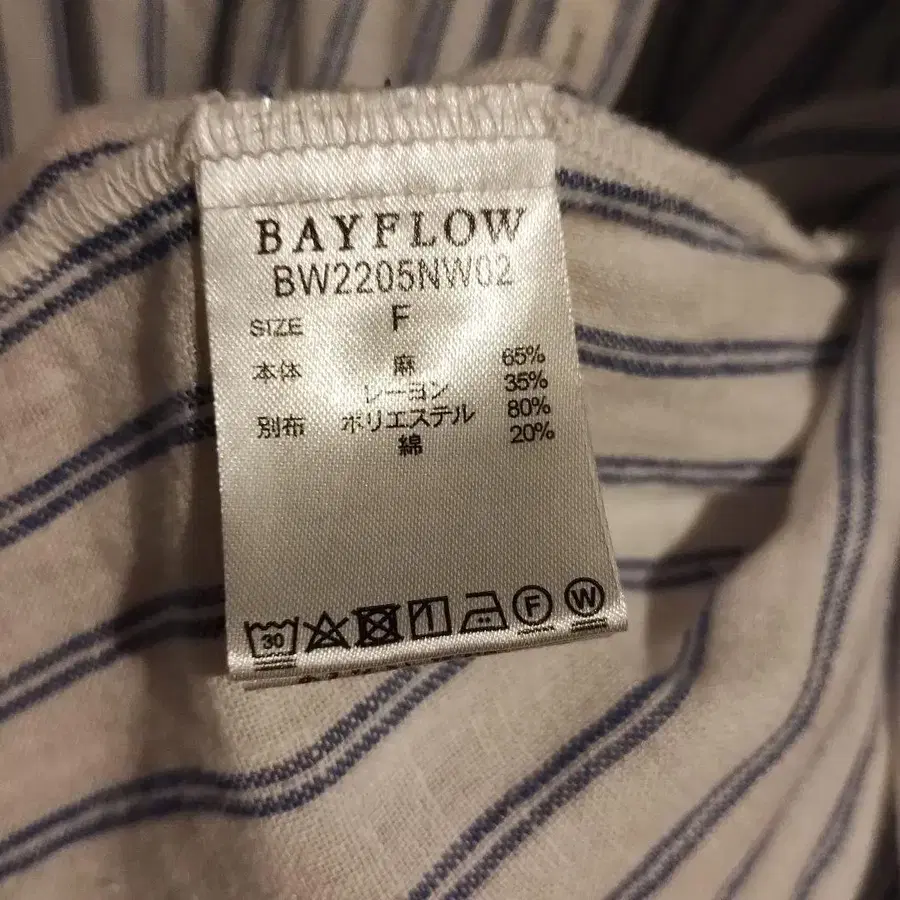 BAYFLOW
BW2205NW02
SIZE F
本体 麻 65%
レーヨン 35%
別布 ポリエステル 80%
綿 20%
30 F W